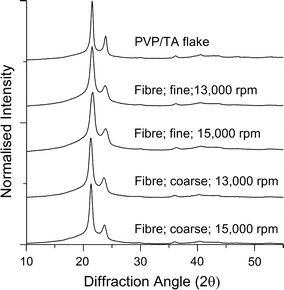 PVP/TA flake
Fibre; fine;13,000 rpm
Fibre; fine; 15,000 rpm
Fibre; coarse; 13,000 rpm
Fibre; coarse; 15,000 rpm
Normalised Intensity
10 20 30 40 50
Diffraction Angle (2θ)